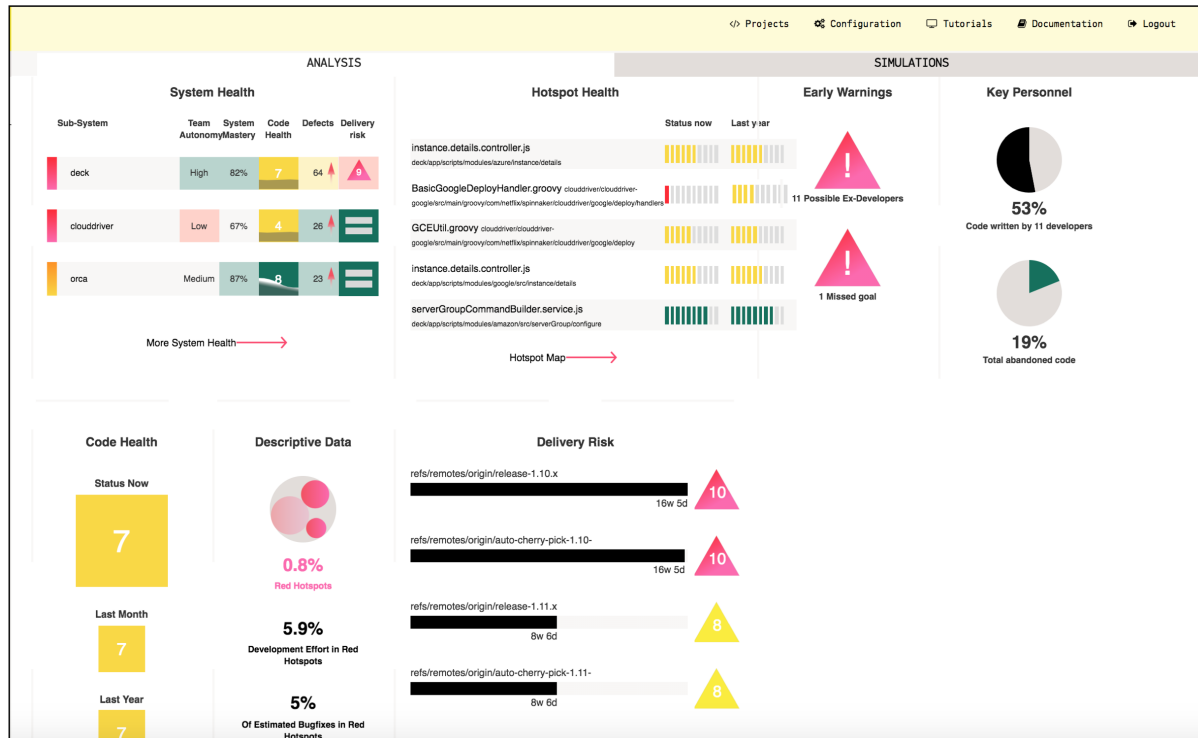 Projects
Configuration
Tutorials
Documentation
Logout
ANALYSIS
SIMULATIONS
System Health
Sub-System
Team Autonomy
System Mastery
Code Health
Defects
Delivery risk
deck
High
82%
7
64
9
clouddriver
Low
67%
4
26
orca
Medium
87%
8
23
More System Health
Hotspot Health
Status now
Last year
instance.details.controller.js
deck/app/scripts/modules/azure/instance/details
BasicGoogleDeployHandler.groovy clouddriver/clouddriver-
google/src/main/groovy/com/netflix/spinnaker/clouddriver/google/deploy/handlers
GCEUtil.groovy clouddriver/clouddriver-
google/src/main/groovy/com/netflix/spinnaker/clouddriver/google/deploy
instance.details.controller.js
deck/app/scripts/modules/google/src/instance/details
serverGroupCommandBuilder.service.js
deck/app/scripts/modules/amazon/src/serverGroup/configure
Hotspot Map
Early Warnings
!
11 Possible Ex-Developers
!
1 Missed goal
Key Personnel
53%
Code written by 11 developers
19%
Total abandoned code
Code Health
Status Now
7
Last Month
7
Last Year
7
Descriptive Data
0.8%
Red Hotspots
5.9%
Development Effort in Red
Hotspots
5%
Of Estimated Bugfixes in Red
Hotspots
Delivery Risk
refs/remotes/origin/release-1.10.x
16w 5d
10
refs/remotes/origin/auto-cherry-pick-1.10-
16w 5d
10
refs/remotes/origin/release-1.11.x
8w 6d
8
refs/remotes/origin/auto-cherry-pick-1.11-
8w 6d
8